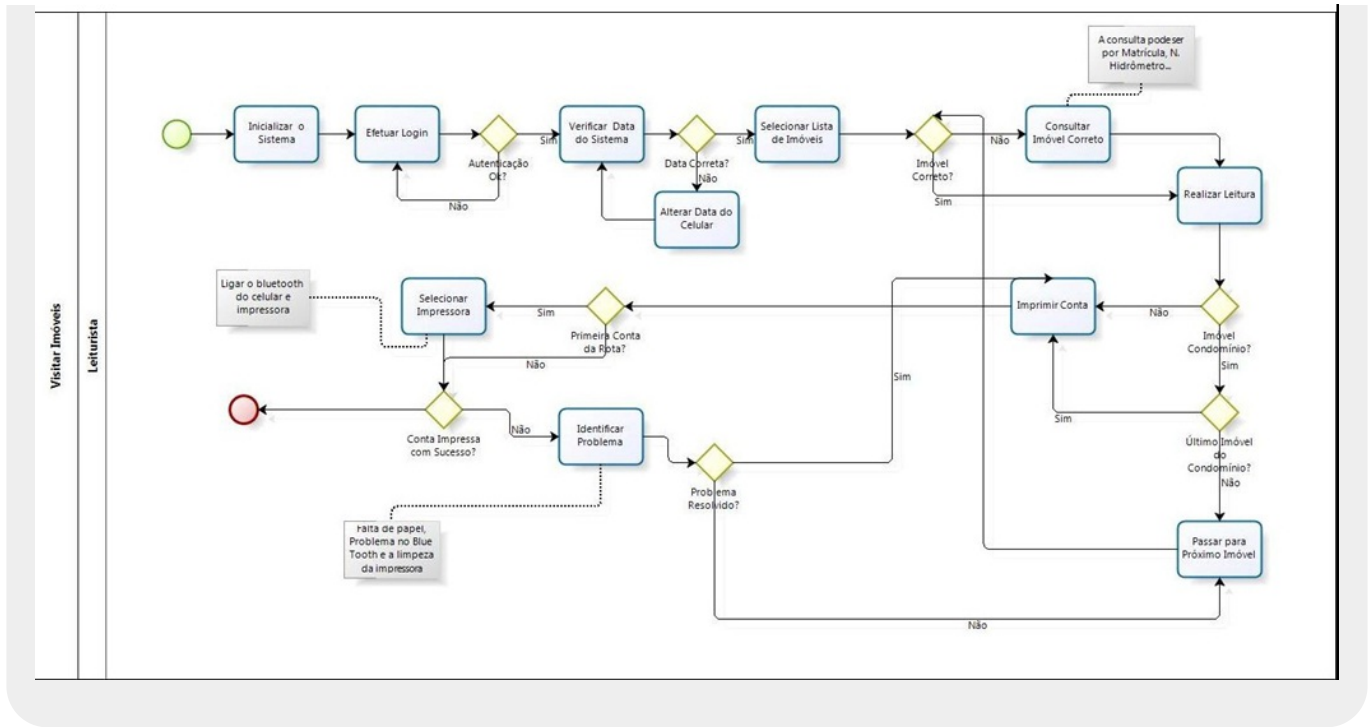 Visitar Imóveis
Leiturista
A consulta podeser
por Matrícula, N.
Hidrômetro...
Inicializar o
Sistema
Efetuar Login
Autenticação
Ok?
Sim
Não
Verificar Data
do Sistema
Data Correta?
Sim
Não
Alterar Data do
Celular
Selecionar Lista
de Imóveis
Imóvel
Correto?
Não
Sim
Consultar
Imóvel Correto
Realizar Leitura
Ligar o bluetooth
do celular e
impressora
Selecionar
Impressora
Sim
Primeira Conta
da Rota?
Não
Imprimir Conta
Não
Imóvel
Condomínio?
Sim
Sim
Último Imóvel
do
Condomínio?
Não
Conta Impressa
com Sucesso?
Não
Identificar
Problema
Problema
Resolvido?
Sim
Falta de papel,
Problema no Blue
Tooth e a limpeza
da impressora
Passar para
Próximo Imóvel
Não